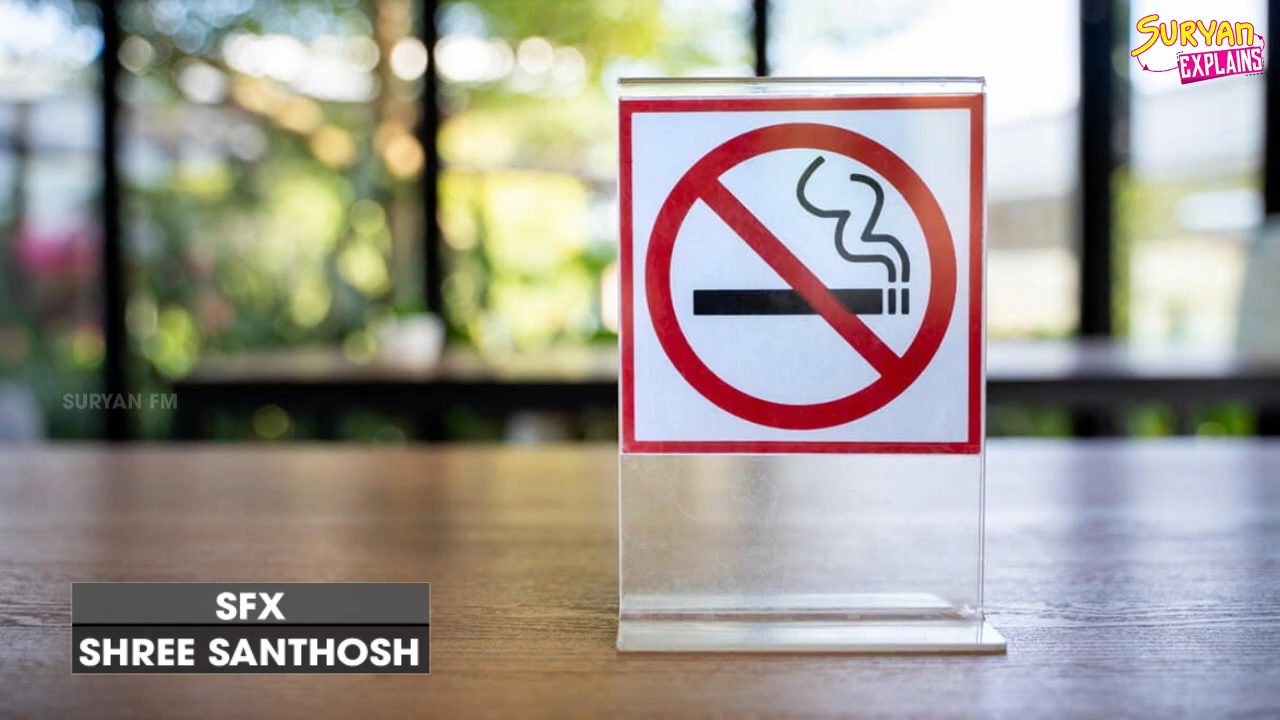 SURYAN
EXPLAINS
SURYAN FM
SFX
SHREE SANTHOSH